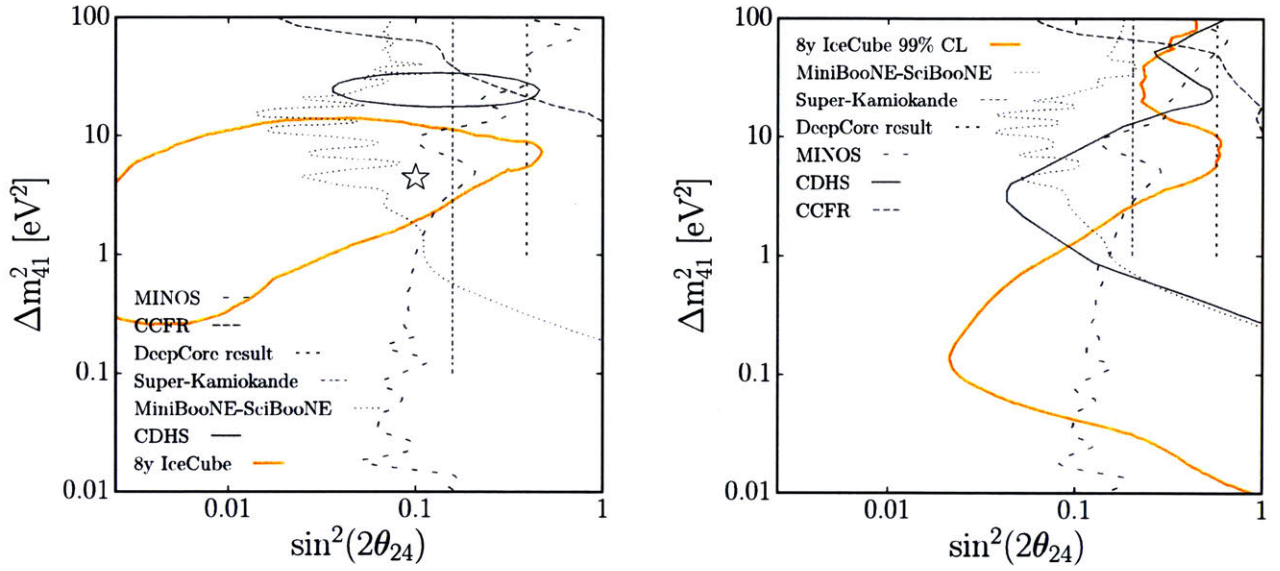 100
10
1
0.1
0.01
Δm²₄₁ [eV²]
MINOS
CCFR
DeepCore result
Super-Kamiokande
MiniBooNE-SciBooNE
CDHS
8y IceCube
0.01
0.1
1
sin²(2θ₂₄)
100
10
1
0.1
0.01
Δm²₄₁ [eV²]
8y IceCube 99% CL
MiniBooNE-SciBooNE
Super-Kamiokande
DeepCore result
MINOS
CDHS
CCFR
0.01
0.1
1
sin²(2θ₂₄)